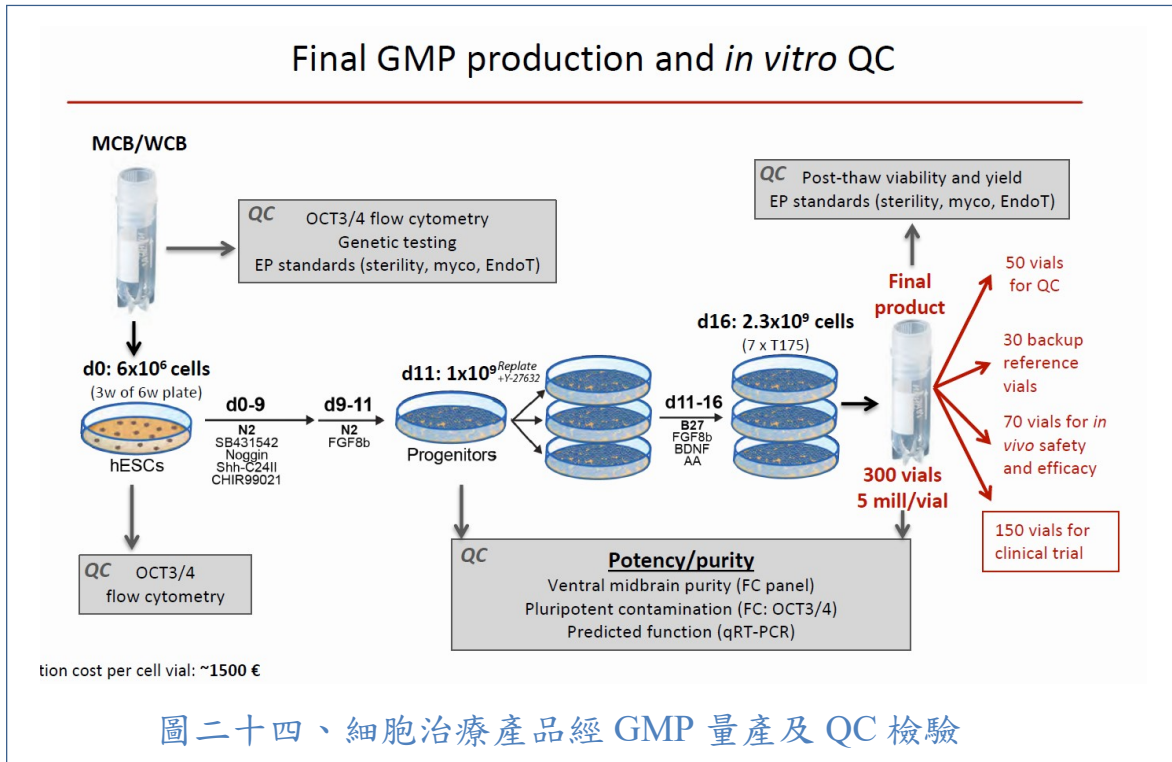 Final GMP production and in vitro QC
MCB/WCB
QC
OCT3/4 flow cytometry
Genetic testing
EP standards (sterility, myco, EndoT)
QC
Post-thaw viability and yield
EP standards (sterility, myco, EndoT)
d0: 6x10⁶ cells
(3w of 6w plate)
hESCs
d0-9
N2
SB431542
Noggin
Shh-C24II
CHIR99021
d9-11
N2
FGF8b
d11: 1x10⁹
Replate
+Y-27632
Progenitors
d11-16
B27
FGF8b
BDNF
AA
d16: 2.3x10⁹ cells
(7 x T175)
Final
product
300 vials
5 mill/vial
50 vials
for QC
30 backup
reference
vials
70 vials for in
vivo safety
and efficacy
150 vials for
clinical trial
QC
OCT3/4
flow cytometry
QC
Potency/purity
Ventral midbrain purity (FC panel)
Pluripotent contamination (FC: OCT3/4)
Predicted function (qRT-PCR)
tion cost per cell vial: ~1500 €
圖二十四、細胞治療產品經 GMP 量產及 QC 檢驗